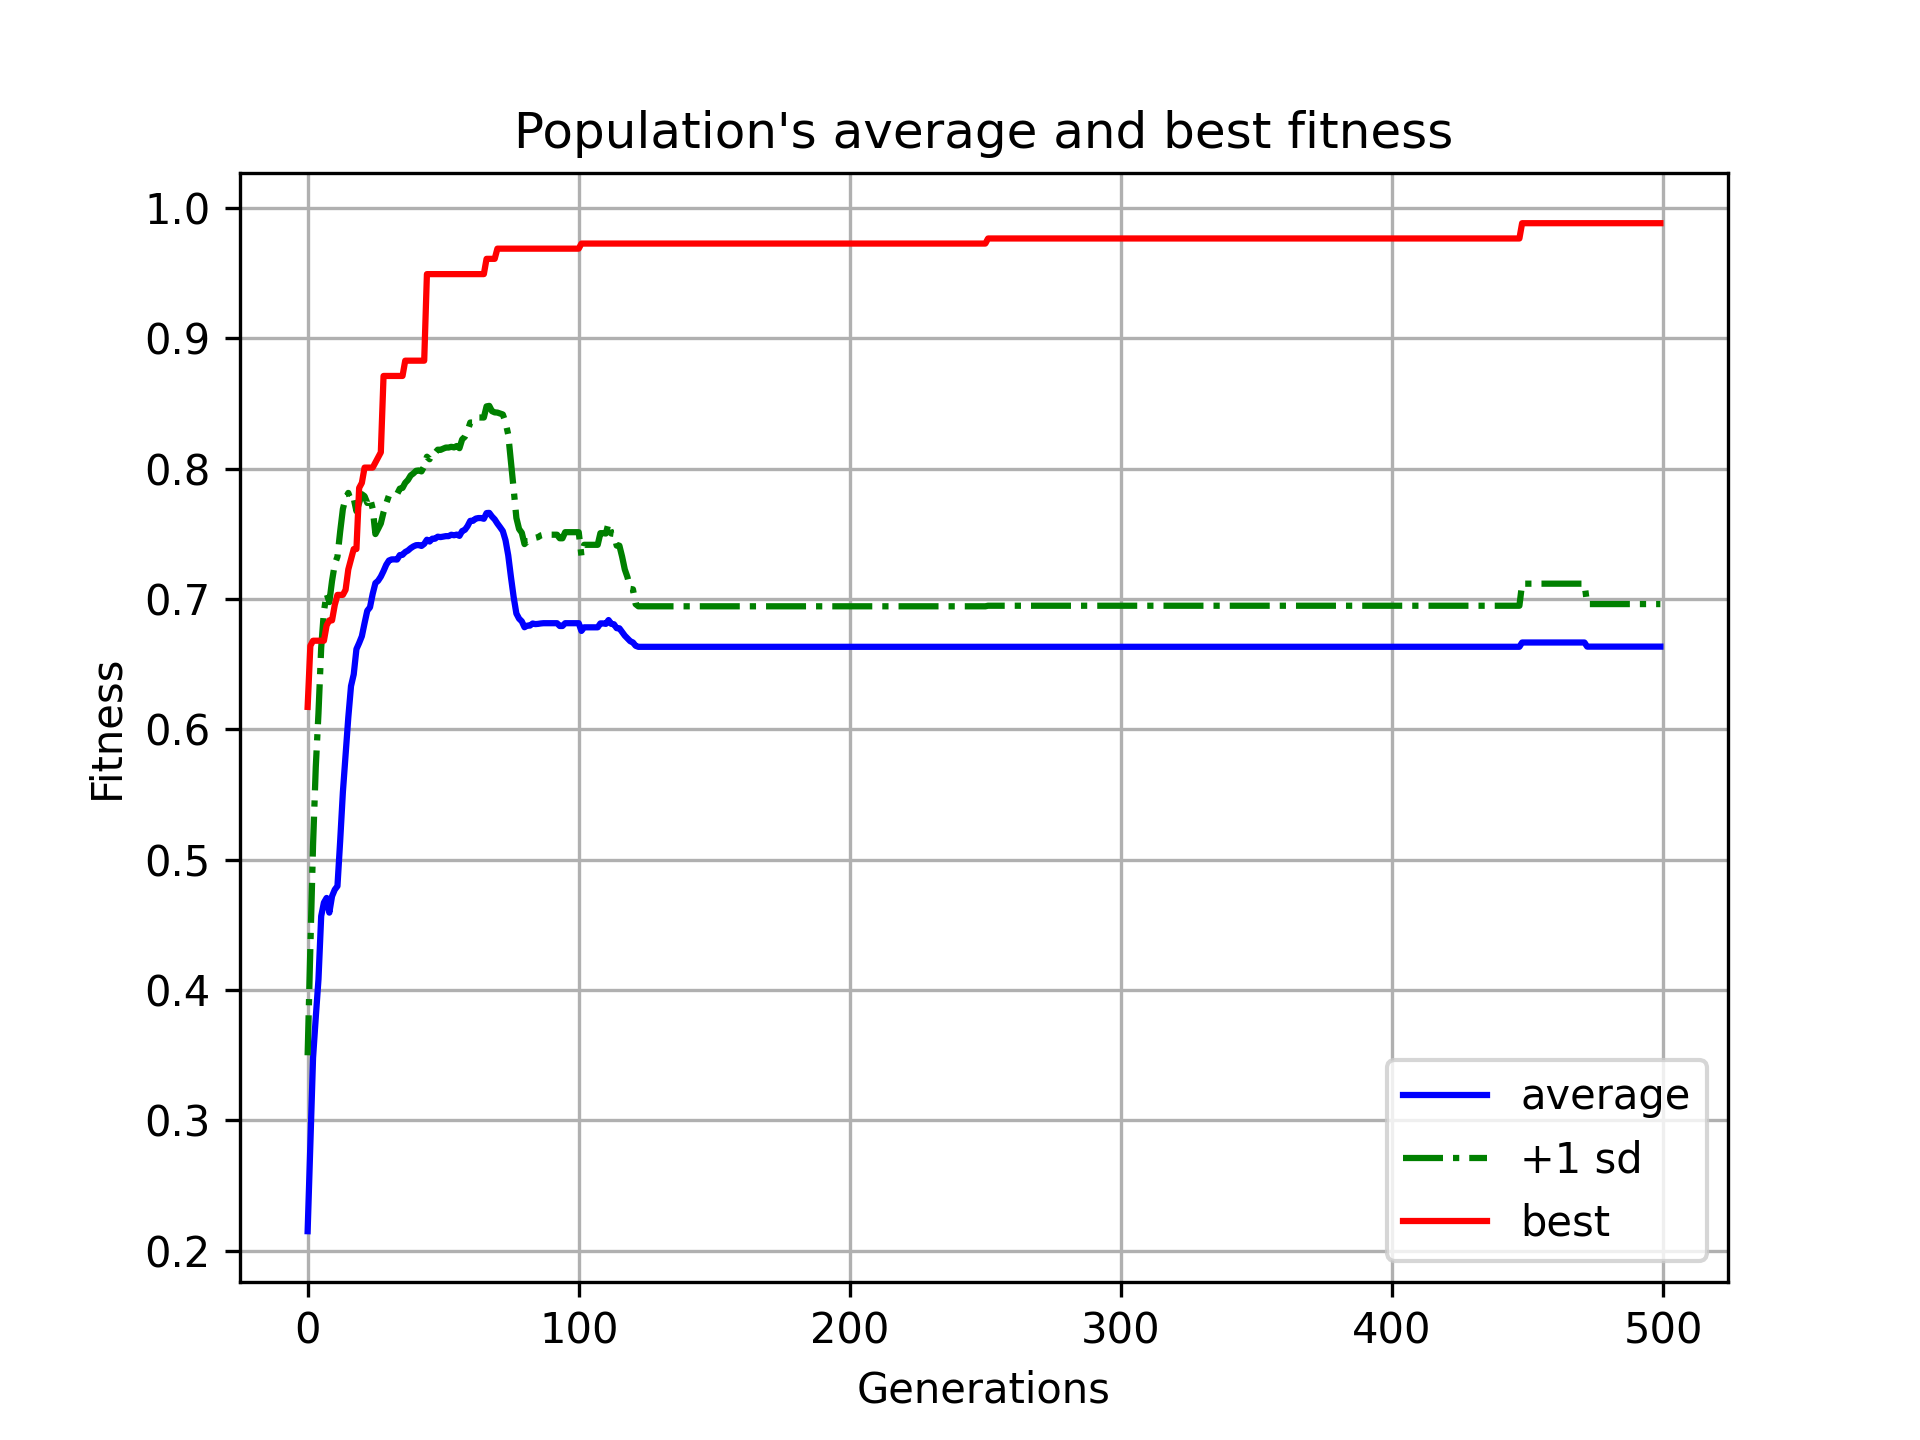 Population's average and best fitness
1.0
0.9
0.8
0.7
0.6
0.5
0.4
0.3
0.2
Fitness
average
+1 sd
best
0 100 200 300 400 500
Generations